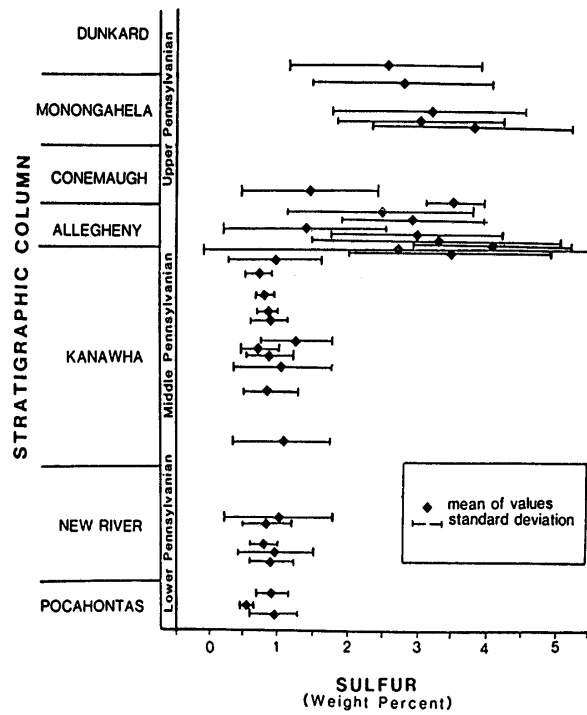 STRATIGRAPHIC COLUMN
DUNKARD
MONONGAHELA
CONEMAUGH
ALLEGHENY
KANAWHA
NEW RIVER
POCAHONTAS
Upper Pennsylvanian
Middle Pennsylvanian
Lower Pennsylvanian
mean of values
standard deviation
0 1 2 3 4 5
SULFUR
(Weight Percent)